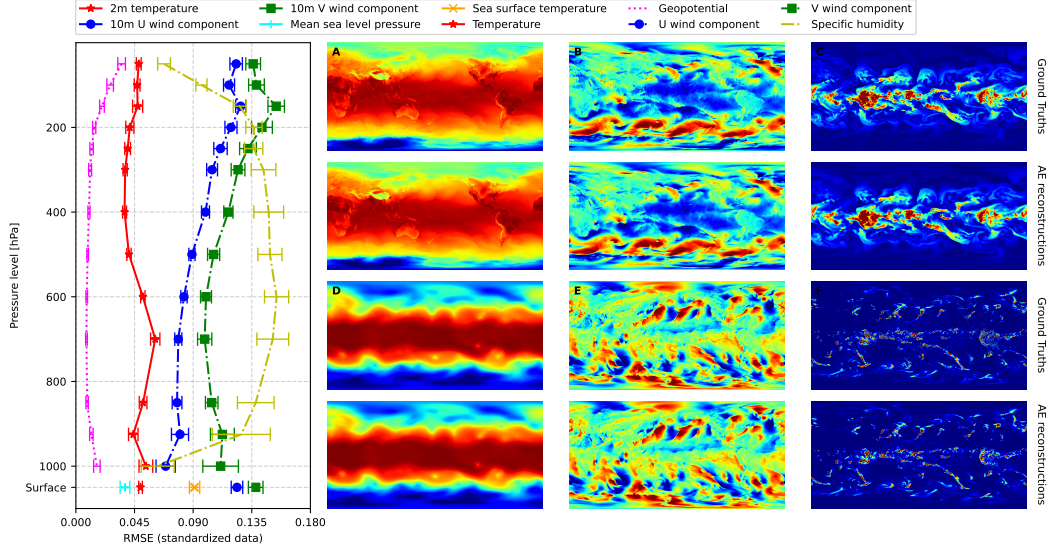 2m temperature 10m V wind component Sea surface temperature Geopotential V wind component
10m U wind component Mean sea level pressure Temperature U wind component Specific humidity
A
B
C
Ground Truths
200
400
600
800
1000
Surface
Pressure level [hPa]
AE reconstructions
D
E
F
Ground Truths
AE reconstructions
0.000 0.045 0.090 0.135 0.180
RMSE (standardized data)